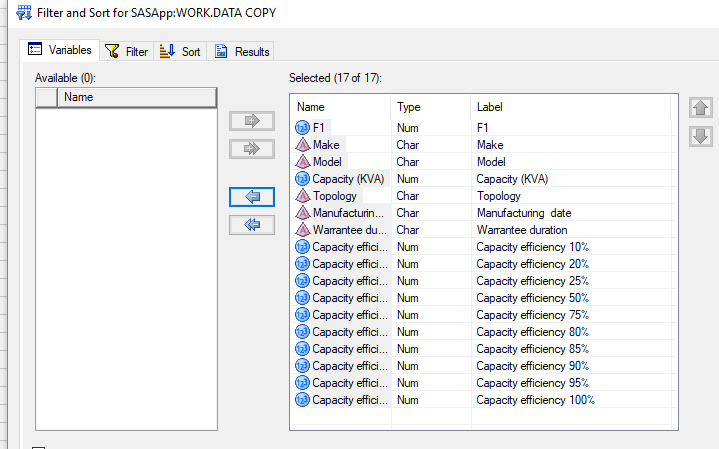 Filter and Sort for SASApp:WORK.DATA COPY
Variables Filter Sort Results
Available (0): Selected (17 of 17):
Name
Name Type Label
F1 Num F1
Make Char Make
Model Char Model
Capacity (KVA) Num Capacity (KVA)
Topology Char Topology
Manufacturin... Char Manufacturing  date
Warrantee du... Char Warrantee duration
Capacity effici... Num Capacity efficiency 10%
Capacity effici... Num Capacity efficiency 20%
Capacity effici... Num Capacity efficiency 25%
Capacity effici... Num Capacity efficiency 50%
Capacity effici... Num Capacity efficiency 75%
Capacity effici... Num Capacity efficiency 80%
Capacity effici... Num Capacity efficiency 85%
Capacity effici... Num Capacity efficiency 90%
Capacity effici... Num Capacity efficiency 95%
Capacity effici... Num Capacity efficiency 100%